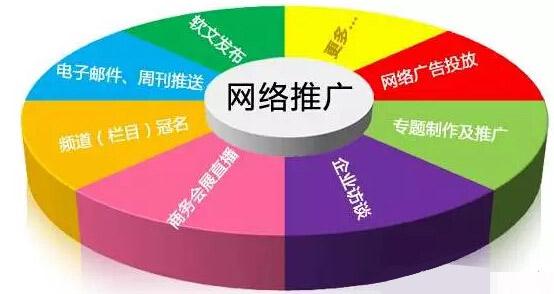 网络推广
更多...
网络广告投放
专题制作及推广
企业访谈
商务会展直播
频道（栏目）冠名
电子邮件、周刊推送
软文发布